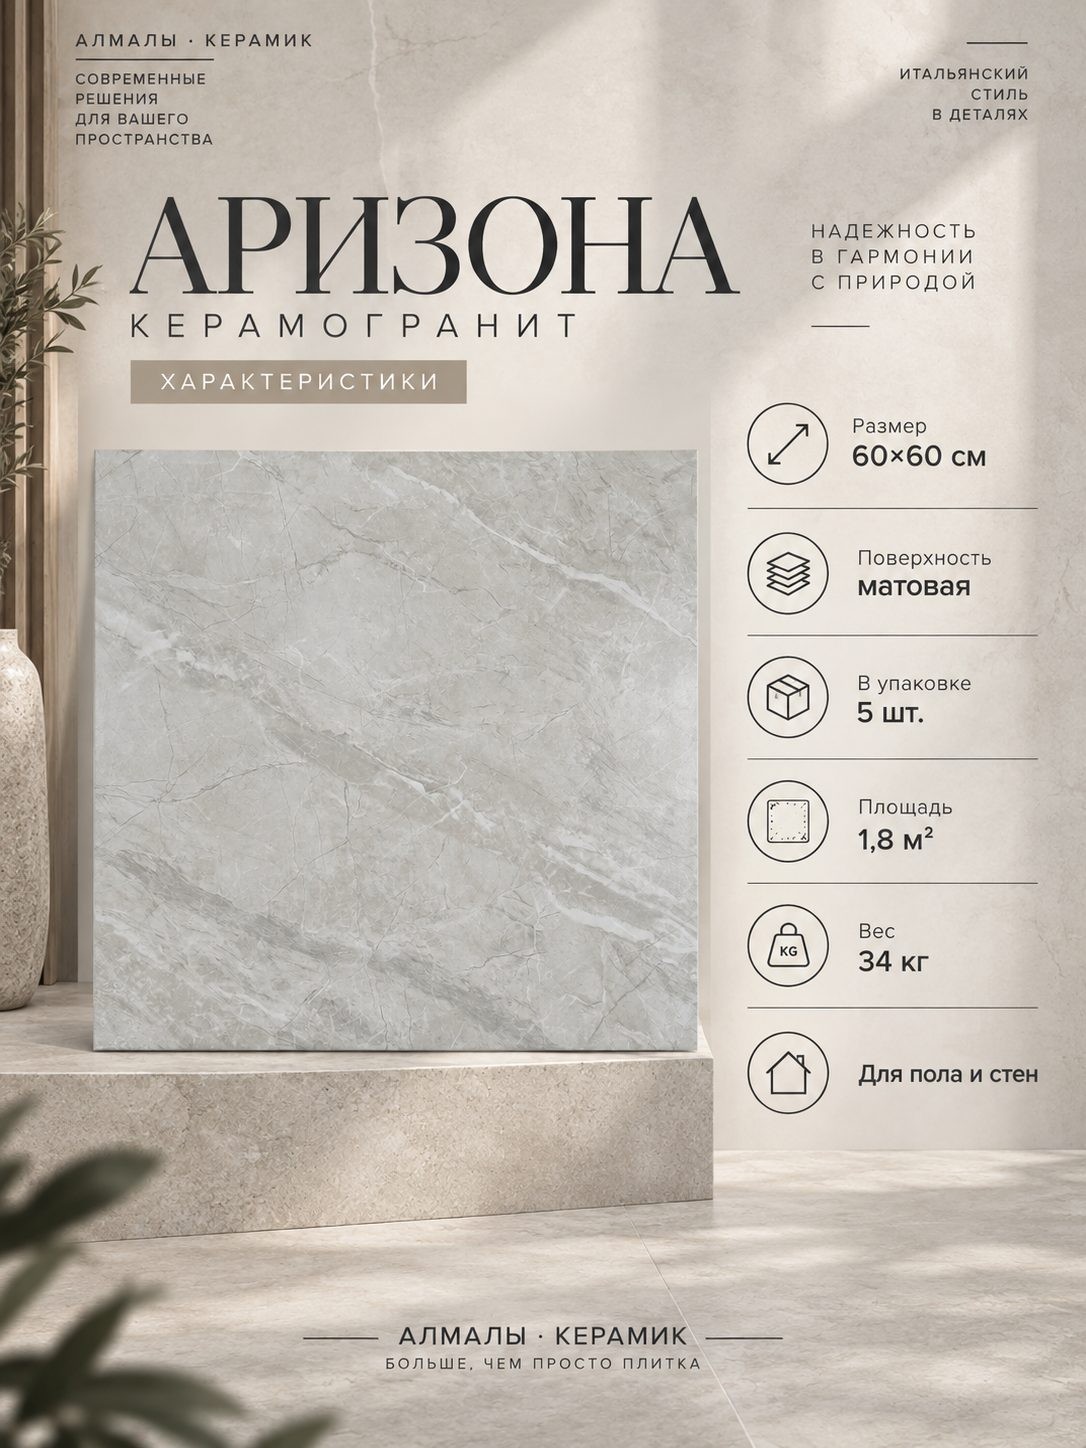 АЛМАЛЫ · КЕРАМИК
СОВРЕМЕННЫЕ
РЕШЕНИЯ
ДЛЯ ВАШЕГО
ПРОСТРАНСТВА
ИТАЛЬЯНСКИЙ
СТИЛЬ
В ДЕТАЛЯХ
АРИЗОНА
КЕРАМОГРАНИТ
ХАРАКТЕРИСТИКИ
НАДЕЖНОСТЬ
В ГАРМОНИИ
С ПРИРОДОЙ
Размер
60×60 см
Поверхность
матовая
В упаковке
5 шт.
Площадь
1,8 м²
KG
Вес
34 кг
Для пола и стен
АЛМАЛЫ · КЕРАМИК
БОЛЬШЕ, ЧЕМ ПРОСТО ПЛИТКА